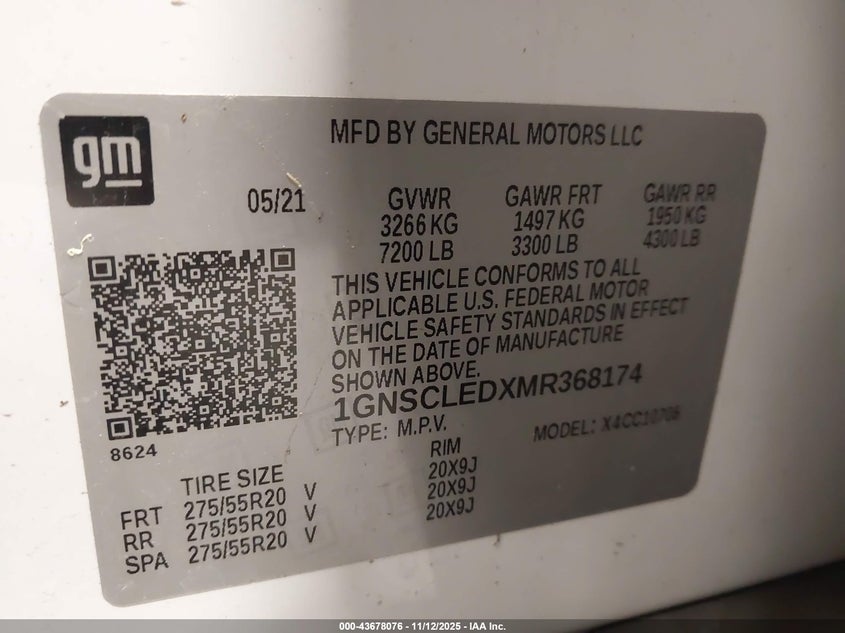 gm
MFD BY GENERAL MOTORS LLC
05/21
GVWR GAWR FRT GAWR RR
3266 KG 1497 KG 1950 KG
7200 LB 3300 LB 4300 LB
THIS VEHICLE CONFORMS TO ALL
APPLICABLE U.S. FEDERAL MOTOR
VEHICLE SAFETY STANDARDS IN EFFECT
ON THE DATE OF MANUFACTURE
SHOWN ABOVE.
1GNSCLEDXMR368174
TYPE: M.P.V. MODEL: X4CC10706
8624
TIRE SIZE RIM
FRT 275/55R20 V 20X9J
RR 275/55R20 V 20X9J
SPA 275/55R20 V 20X9J
000-43678076 - 11/12/2025 - IAA Inc.